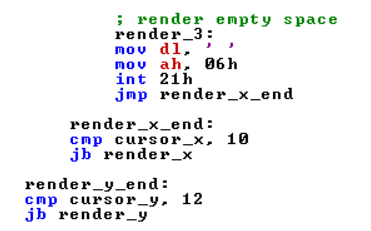 ; render empty space
render_3:
mov dl, ' '
mov ah, 06h
int 21h
jmp render_x_end
render_x_end:
cmp cursor_x, 10
jb render_x
render_y_end:
cmp cursor_y, 12
jb render_y